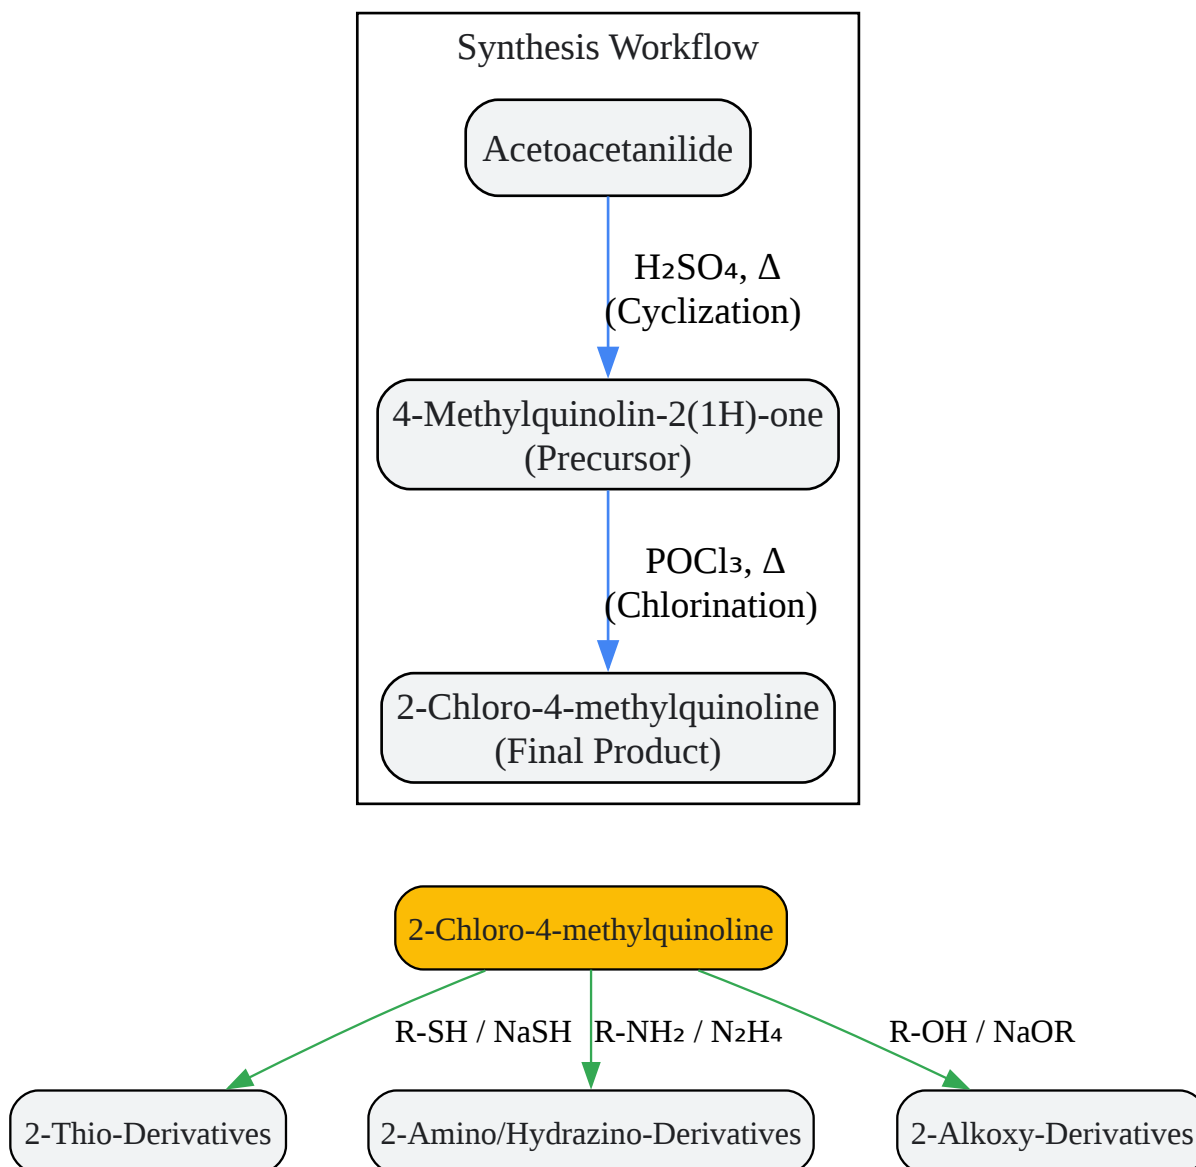 Synthesis Workflow
Acetoacetanilide
H₂SO₄, Δ
(Cyclization)
4-Methylquinolin-2(1H)-one
(Precursor)
POCl₃, Δ
(Chlorination)
2-Chloro-4-methylquinoline
(Final Product)
2-Chloro-4-methylquinoline
R-SH / NaSH
R-NH₂ / N₂H₄
R-OH / NaOR
2-Thio-Derivatives
2-Amino/Hydrazino-Derivatives
2-Alkoxy-Derivatives